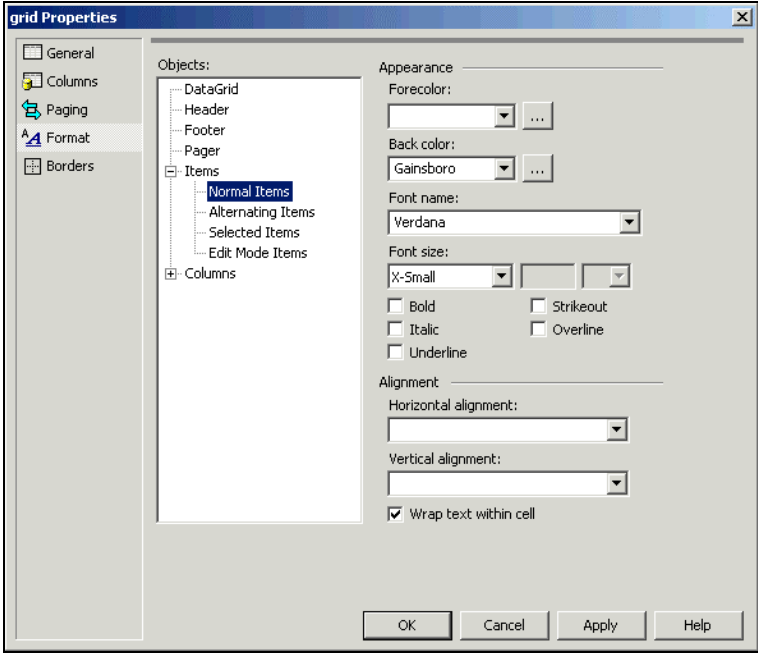 grid Properties
General
Columns
Paging
Format
Borders
Objects:
DataGrid
Header
Footer
Pager
Items
Normal Items
Alternating Items
Selected Items
Edit Mode Items
Columns
Appearance
Forecolor:
...
Back color:
Gainsboro
...
Font name:
Verdana
Font size:
X-Small
Bold
Strikeout
Italic
Overline
Underline
Alignment
Horizontal alignment:
Vertical alignment:
Wrap text within cell
OK
Cancel
Apply
Help